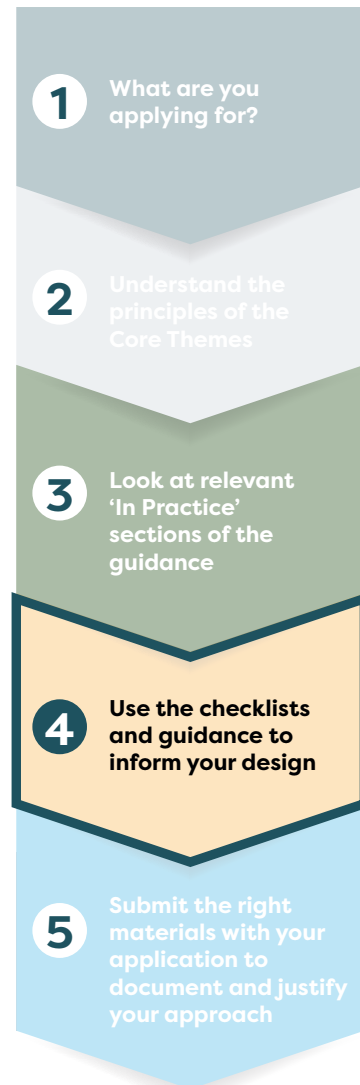 1
What are you
applying for?
2
Understand the
principles of the
Core Themes
3
Look at relevant
‘In Practice’
sections of the
guidance
4
Use the checklists
and guidance to
inform your design
5
Submit the right
materials with your
application to
document and justify
your approach